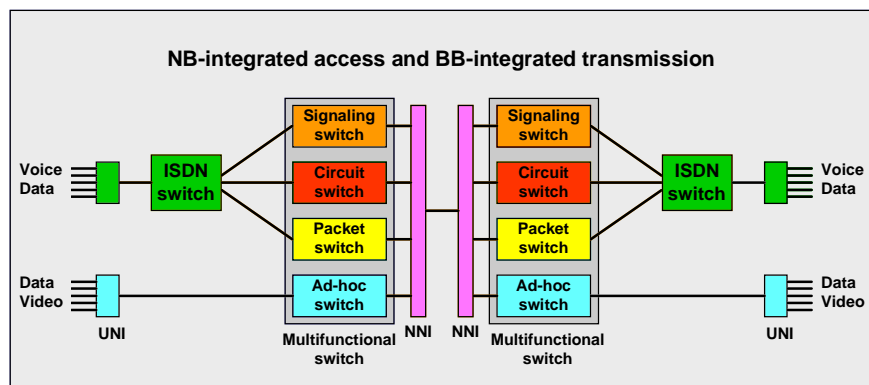 NB-integrated access and BB-integrated transmission
Signaling
switch
Signaling
switch
Voice
Data
ISDN
switch
Circuit
switch
Circuit
switch
ISDN
switch
Voice
Data
Packet
switch
Packet
switch
Data
Video
Ad-hoc
switch
Ad-hoc
switch
Data
Video
UNI
Multifunctional
switch
NNI
NNI
Multifunctional
switch
UNI